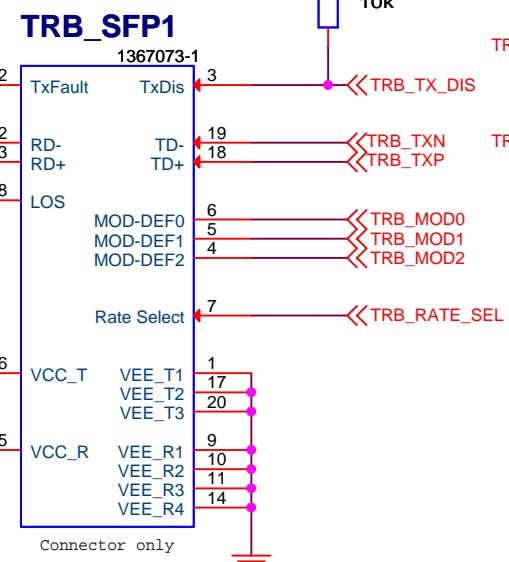 10k
TRB_SFP1
1367073-1
TR
2 TxFault TxDis 3 TRB_TX_DIS
2 RD- TD- 19 TRB_TXN TR
3 RD+ TD+ 18 TRB_TXP
8 LOS
MOD-DEF0 6 TRB_MOD0
MOD-DEF1 5 TRB_MOD1
MOD-DEF2 4 TRB_MOD2
Rate Select 7 TRB_RATE_SEL
6 VCC_T VEE_T1 1
VEE_T2 17
VEE_T3 20
5 VCC_R VEE_R1 9
VEE_R2 10
VEE_R3 11
VEE_R4 14
Connector only